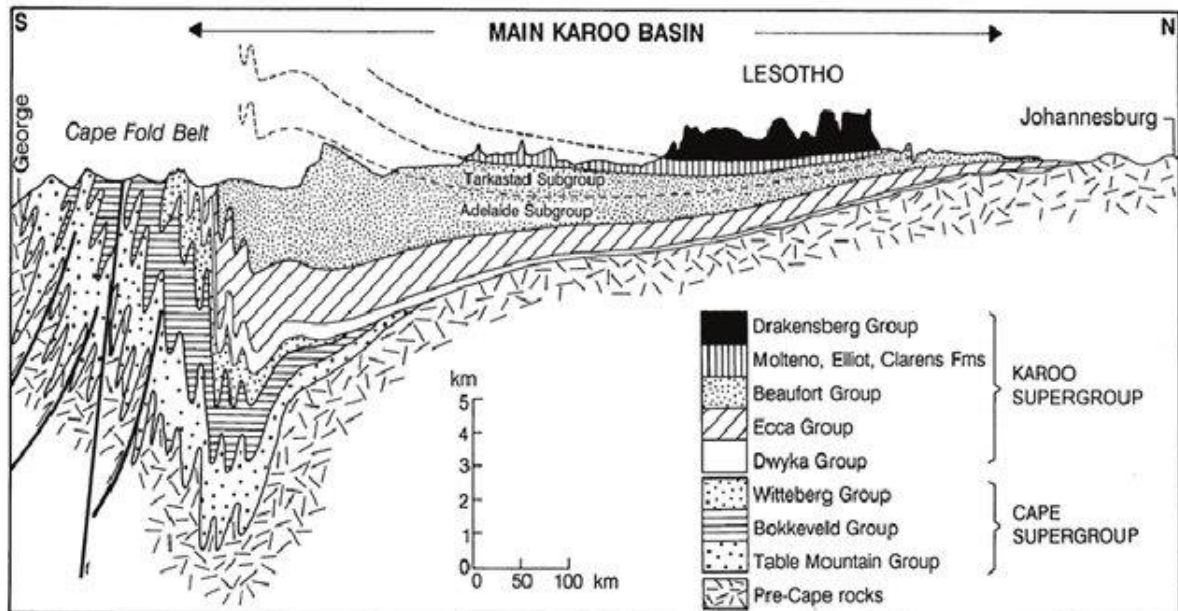 S
MAIN KAROO BASIN
N
LESOTHO
Johannesburg
Cape Fold Belt
George
Tarkastad Subgroup
Adelaide Subgroup
Drakensberg Group
Molteno, Elliot, Clarens Fms
Beaufort Group
Ecca Group
Dwyka Group
KAROO
SUPERGROUP
Witteberg Group
Bokkeveld Group
Table Mountain Group
CAPE
SUPERGROUP
Pre-Cape rocks
km
5
4
3
2
1
0
0 50 100
km
f